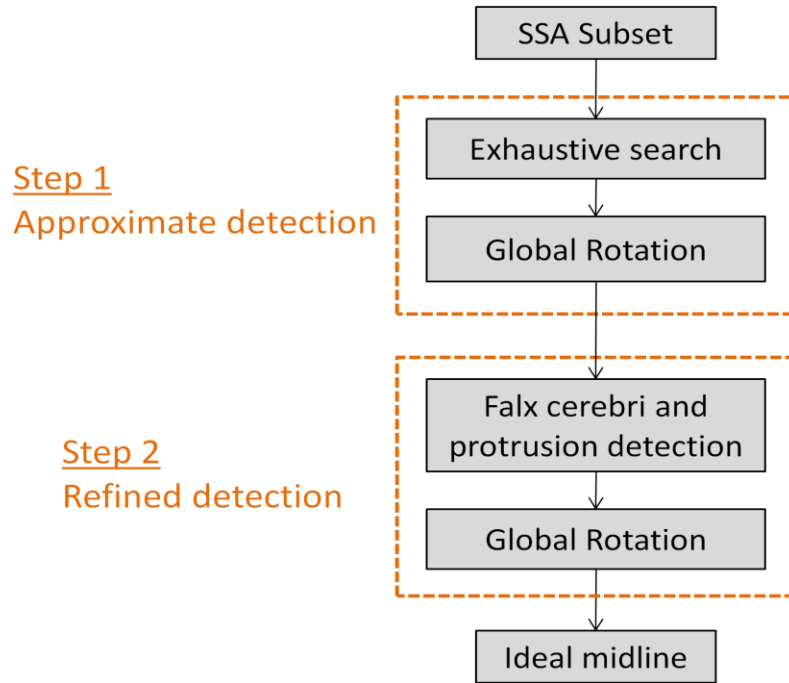 SSA Subset
Step 1
Approximate detection
Exhaustive search
Global Rotation
Step 2
Refined detection
Falx cerebri and
protrusion detection
Global Rotation
Ideal midline